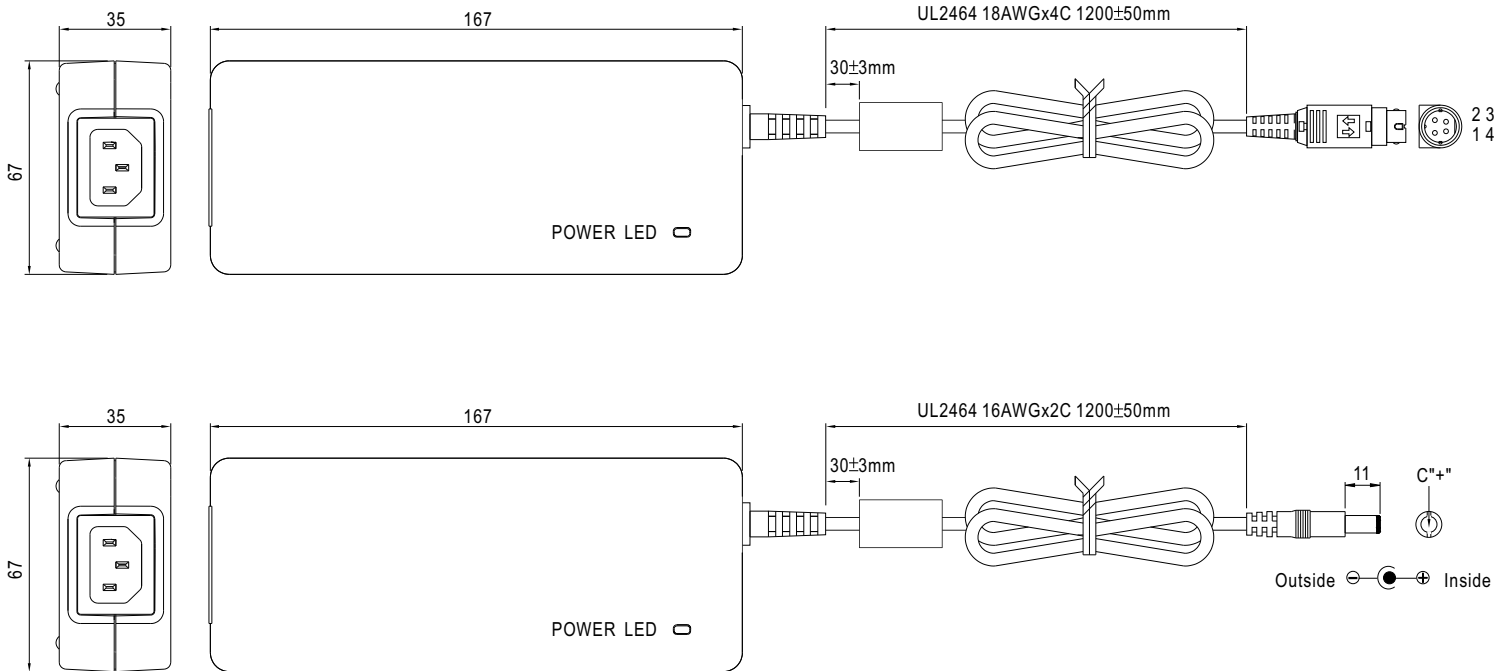 35
167
UL2464 18AWGx4C 1200±50mm
30±3mm
67
2 3
1 4
POWER LED
35
167
UL2464 16AWGx2C 1200±50mm
30±3mm
11
C"+"
67
Outside
Inside
POWER LED